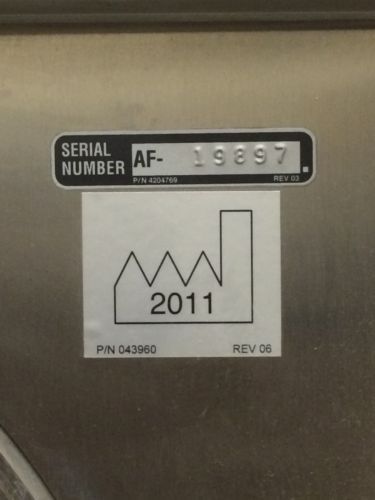 SERIAL
NUMBER AF- 19897
P/N 4204769 REV 03
2011
P/N 043960 REV 06